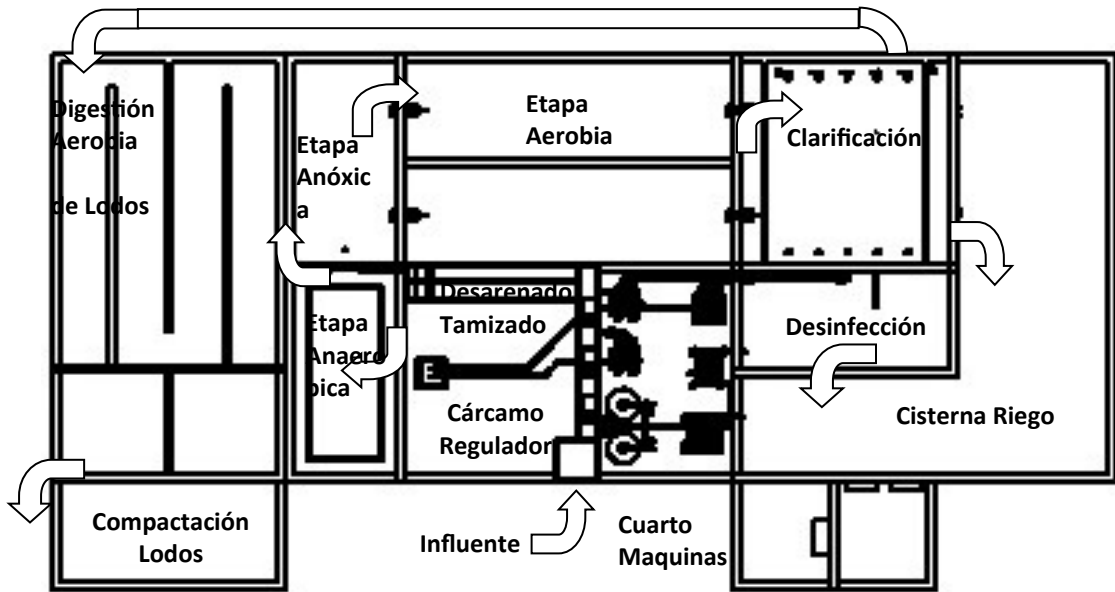 Digestión
Aerobia
de Lodos
Etapa
Anóxic
a
Etapa
Aerobia
Clarificación
Desarenado
Tamizado
Etapa
Anaero
bica
Desinfección
Cárcamo
Regulador
Cisterna Riego
Compactación
Lodos
Influente
Cuarto
Maquinas